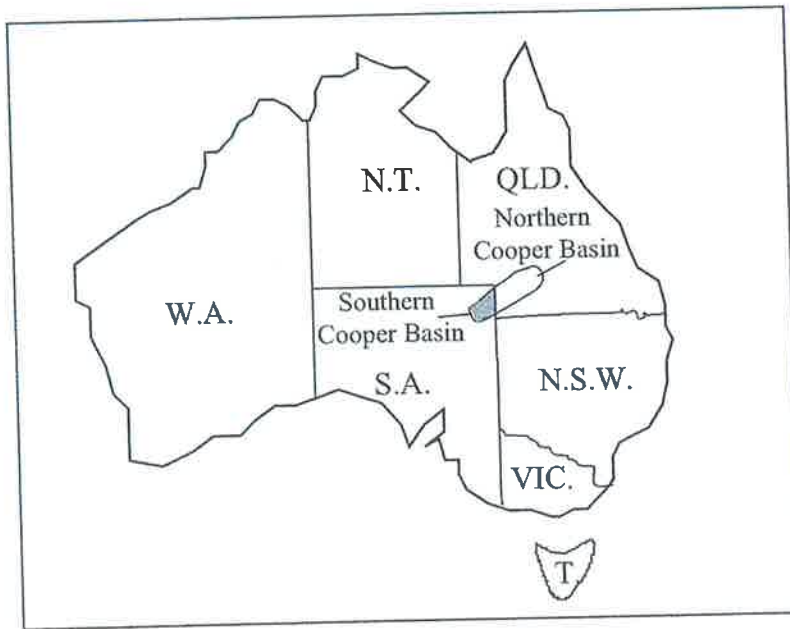 N.T.
QLD.
Northern
Cooper Basin
W.A.
Southern
Cooper Basin
S.A.
N.S.W.
VIC.
T.